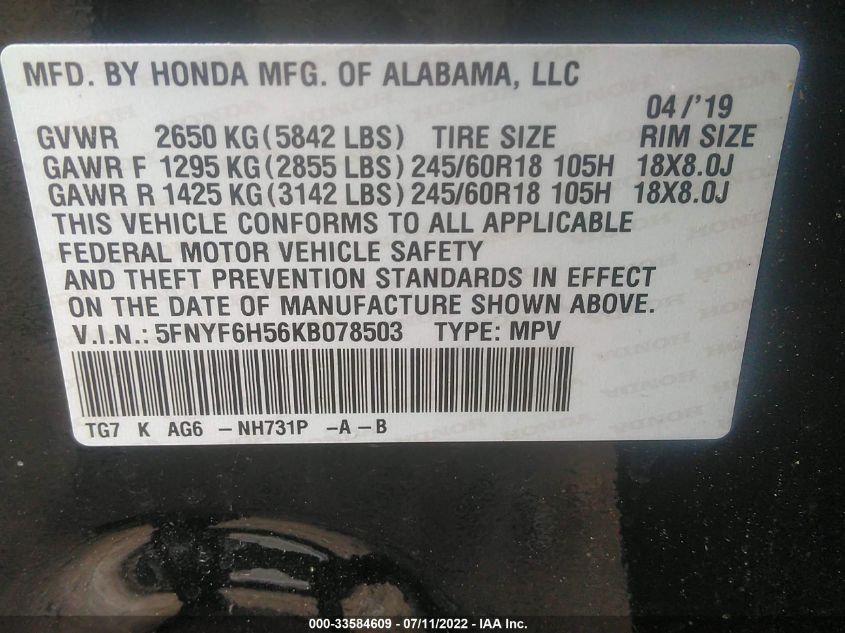 MFD. BY HONDA MFG. OF ALABAMA, LLC
04/'19
GVWR 2650 KG(5842 LBS) TIRE SIZE RIM SIZE
GAWR F 1295 KG(2855 LBS) 245/60R18 105H 18X8.0J
GAWR R 1425 KG(3142 LBS) 245/60R18 105H 18X8.0J
THIS VEHICLE CONFORMS TO ALL APPLICABLE
FEDERAL MOTOR VEHICLE SAFETY
AND THEFT PREVENTION STANDARDS IN EFFECT
ON THE DATE OF MANUFACTURE SHOWN ABOVE.
V.I.N.: 5FNYF6H56KB078503 TYPE: MPV
TG7 K AG6 -NH731P -A-B
000-33584609 - 07/11/2022 - IAA Inc.